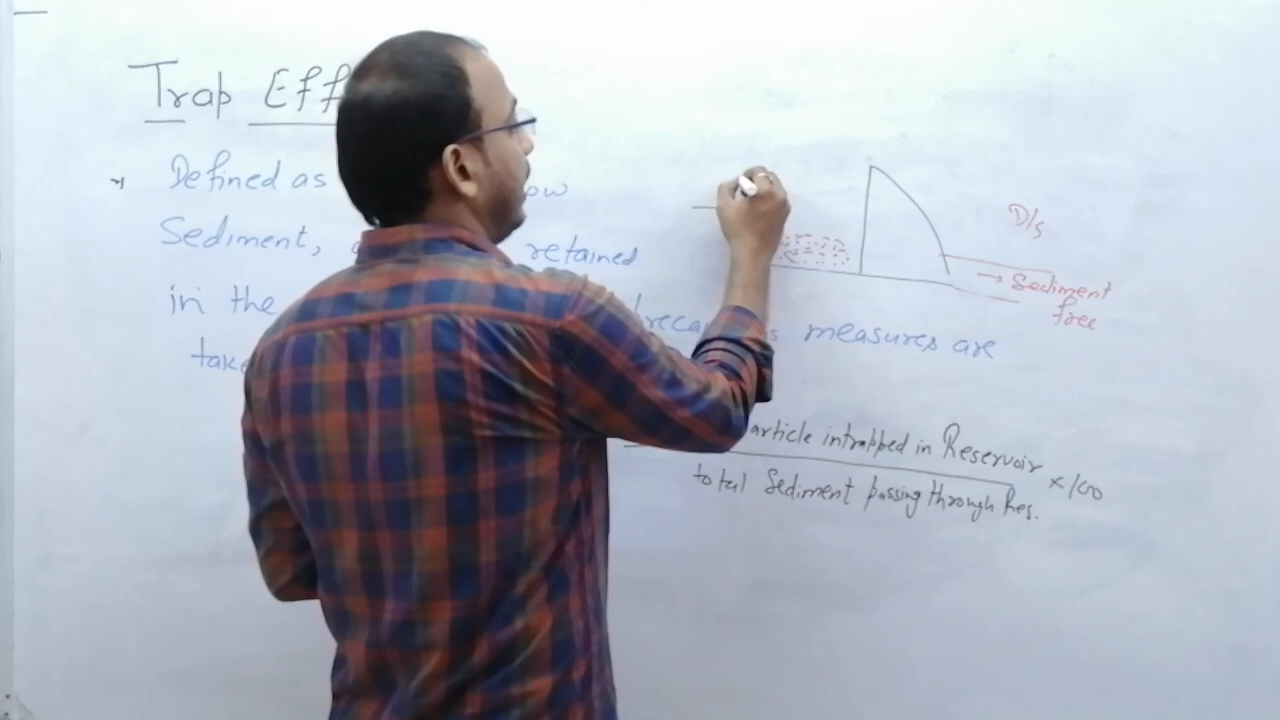 Trap Eff
Defined as ow
Sediment, retained
in the measures are
take
D/s
→ Sediment
free
article intrapped in Reservoir × 100
total Sediment passing through Res.